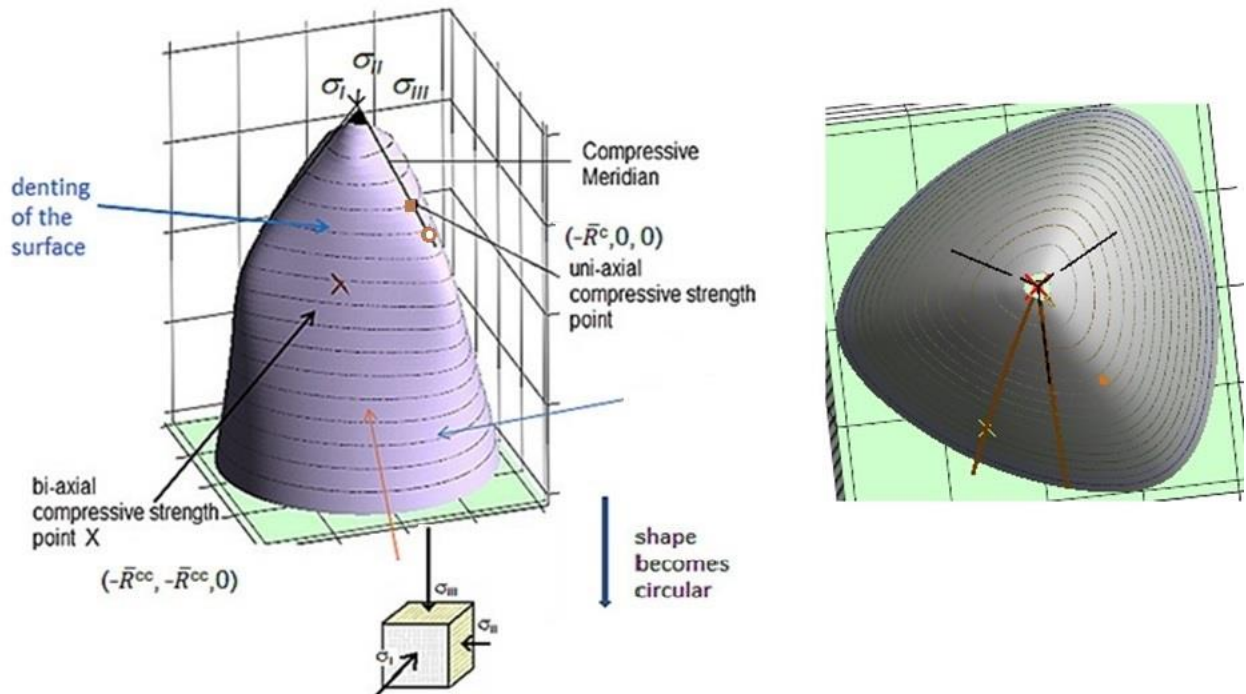 σII
σI
σIII
denting
of the
surface
Compressive
Meridian
(-R̄ᶜ,0, 0)
uni-axial
compressive strength
point
bi-axial
compressive strength
point X
(-R̄ᶜᶜ, -R̄ᶜᶜ,0)
shape
becomes
circular
σIII
σII
σI